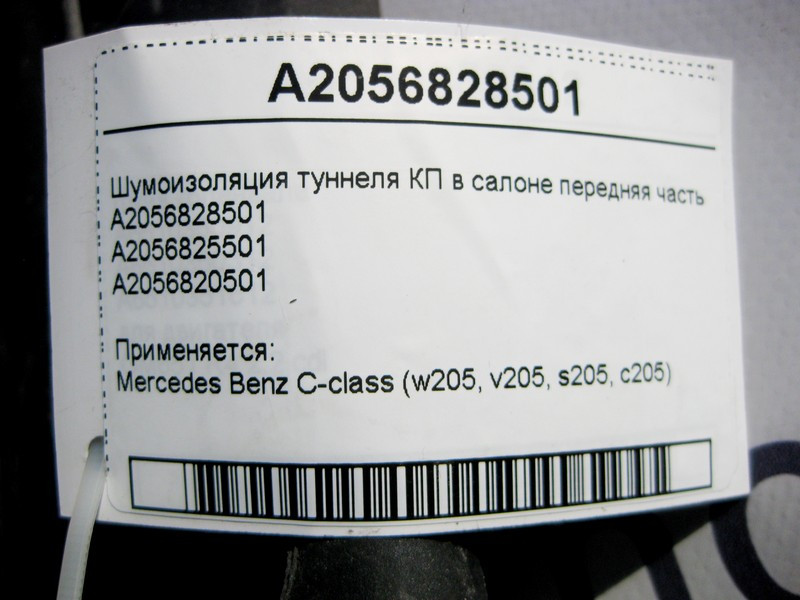 A2056828501
Шумоизоляция туннеля КП в салоне передняя часть
A2056828501
A2056825501
A2056820501
Применяется:
Mercedes Benz C-class (w205, v205, s205, c205)